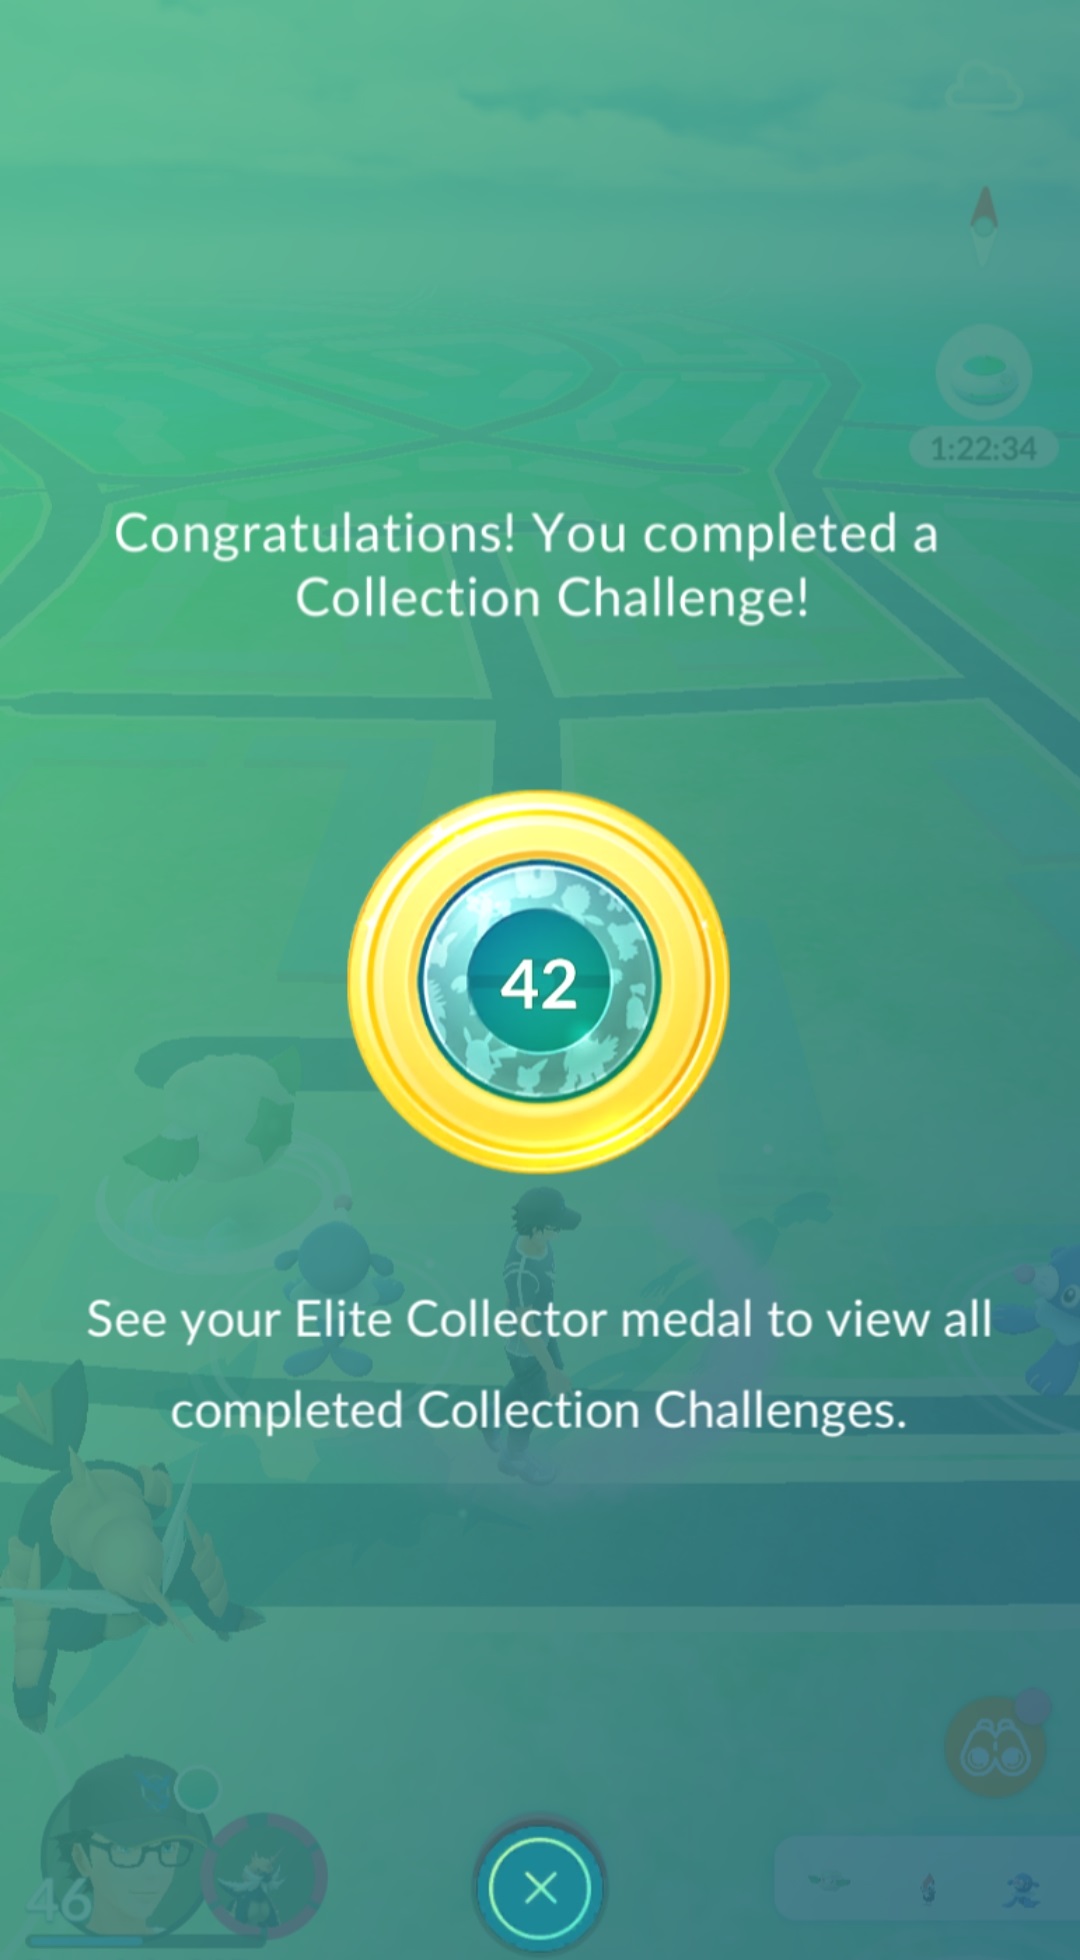 1:22:34
Congratulations! You completed a
Collection Challenge!
42
See your Elite Collector medal to view all
completed Collection Challenges.
46